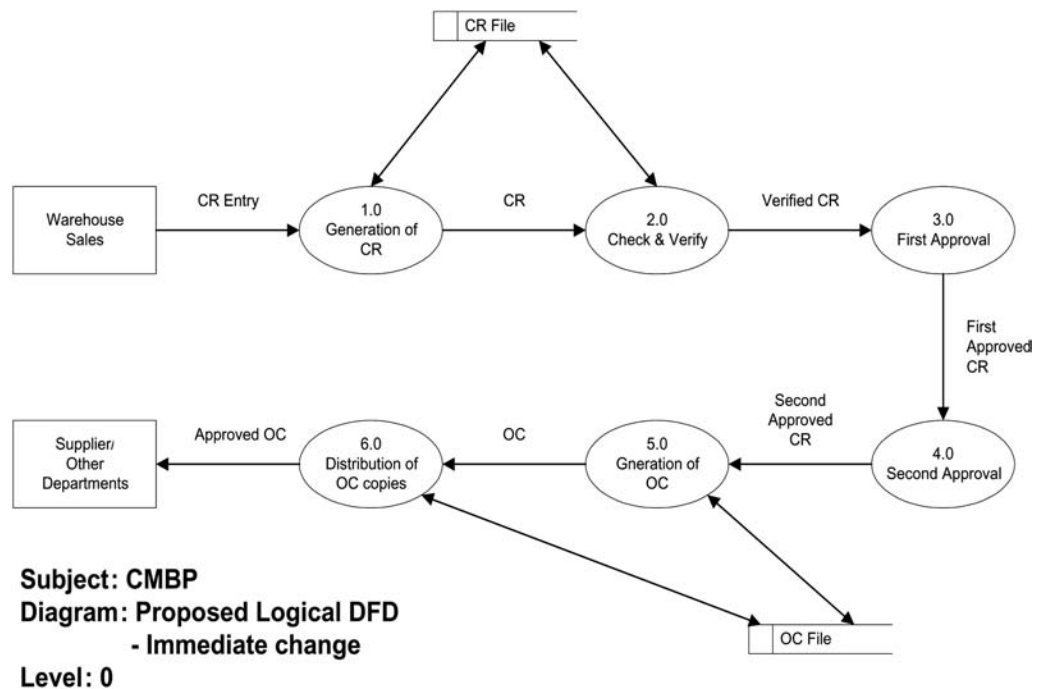 CR File
Warehouse
Sales
CR Entry
1.0
Generation of
CR
CR
2.0
Check & Verify
Verified CR
3.0
First Approval
First
Approved
CR
Supplier/
Other
Departments
Approved OC
6.0
Distribution of
OC copies
OC
5.0
Gneration of
OC
Second
Approved
CR
4.0
Second Approval
OC File
Subject: CMBP
Diagram: Proposed Logical DFD
- Immediate change
Level: 0